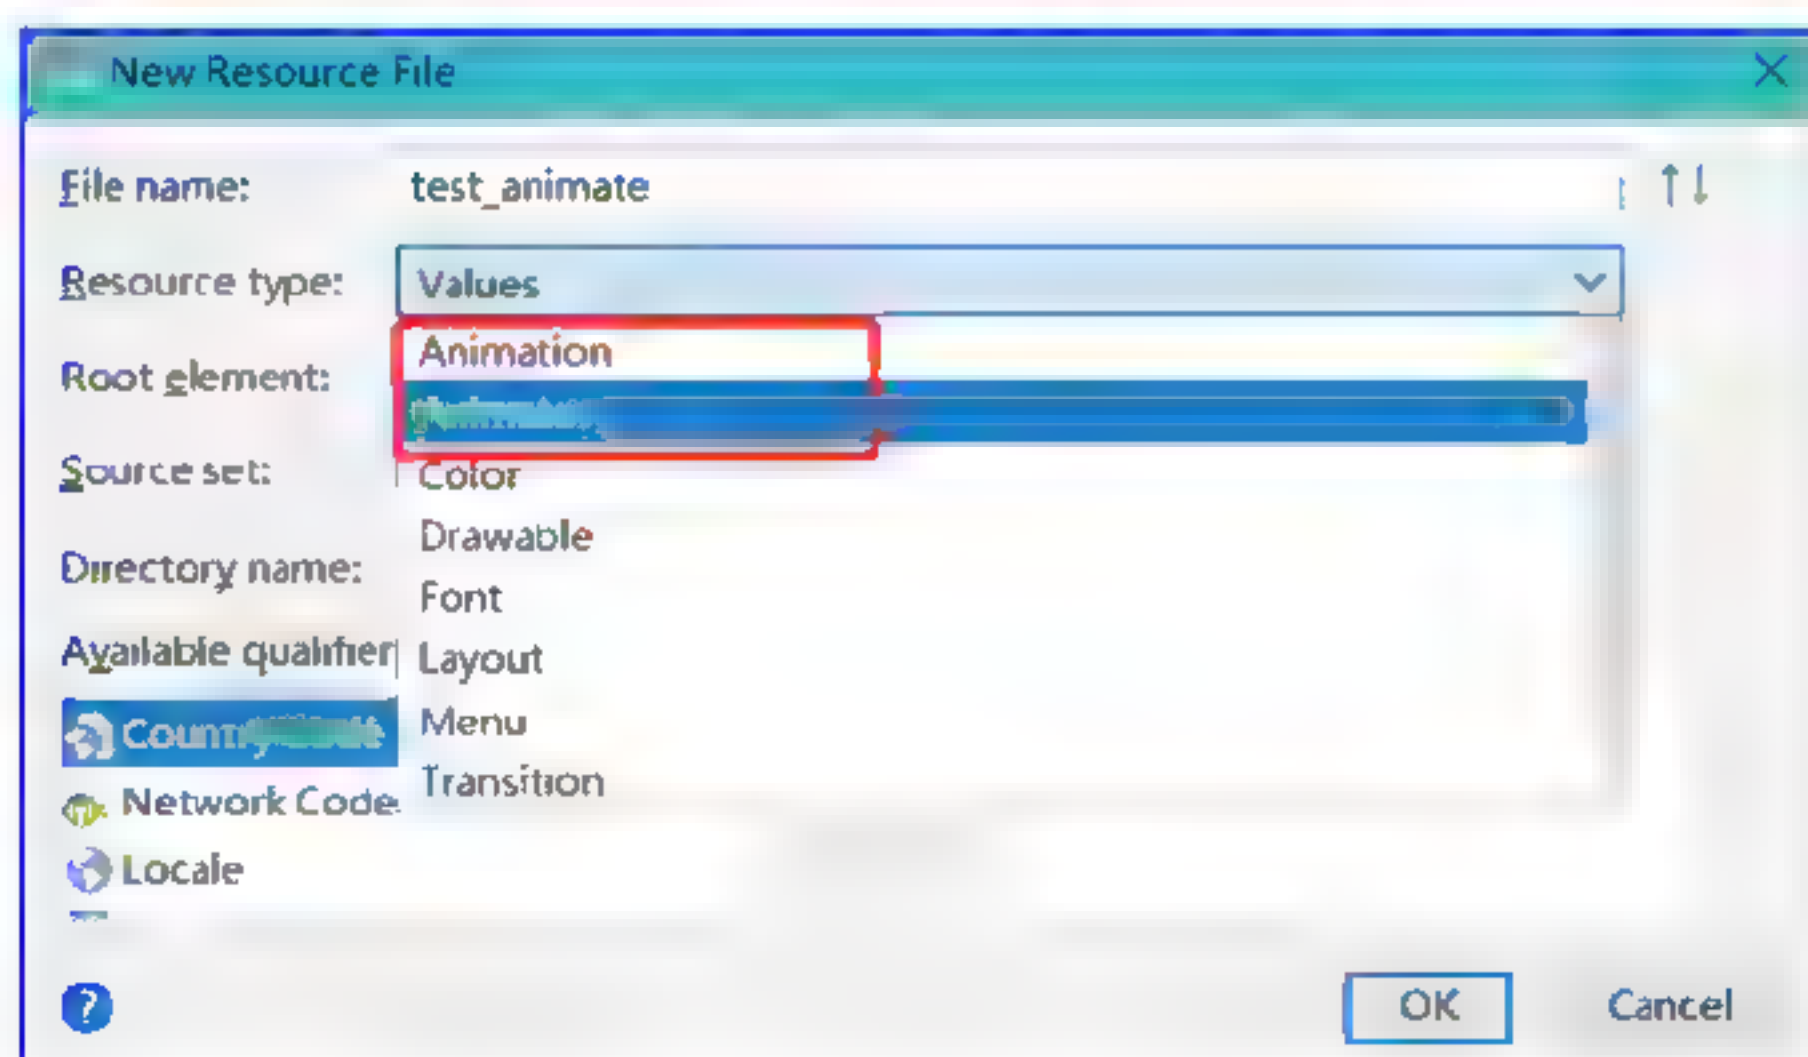 New Resource File
File name: test_animate
Resource type: Values
Animation
Root element:
Color
Source set:
Drawable
Directory name:
Font
Available qualifier
Layout
Country
Menu
Network Code
Transition
Locale
OK Cancel